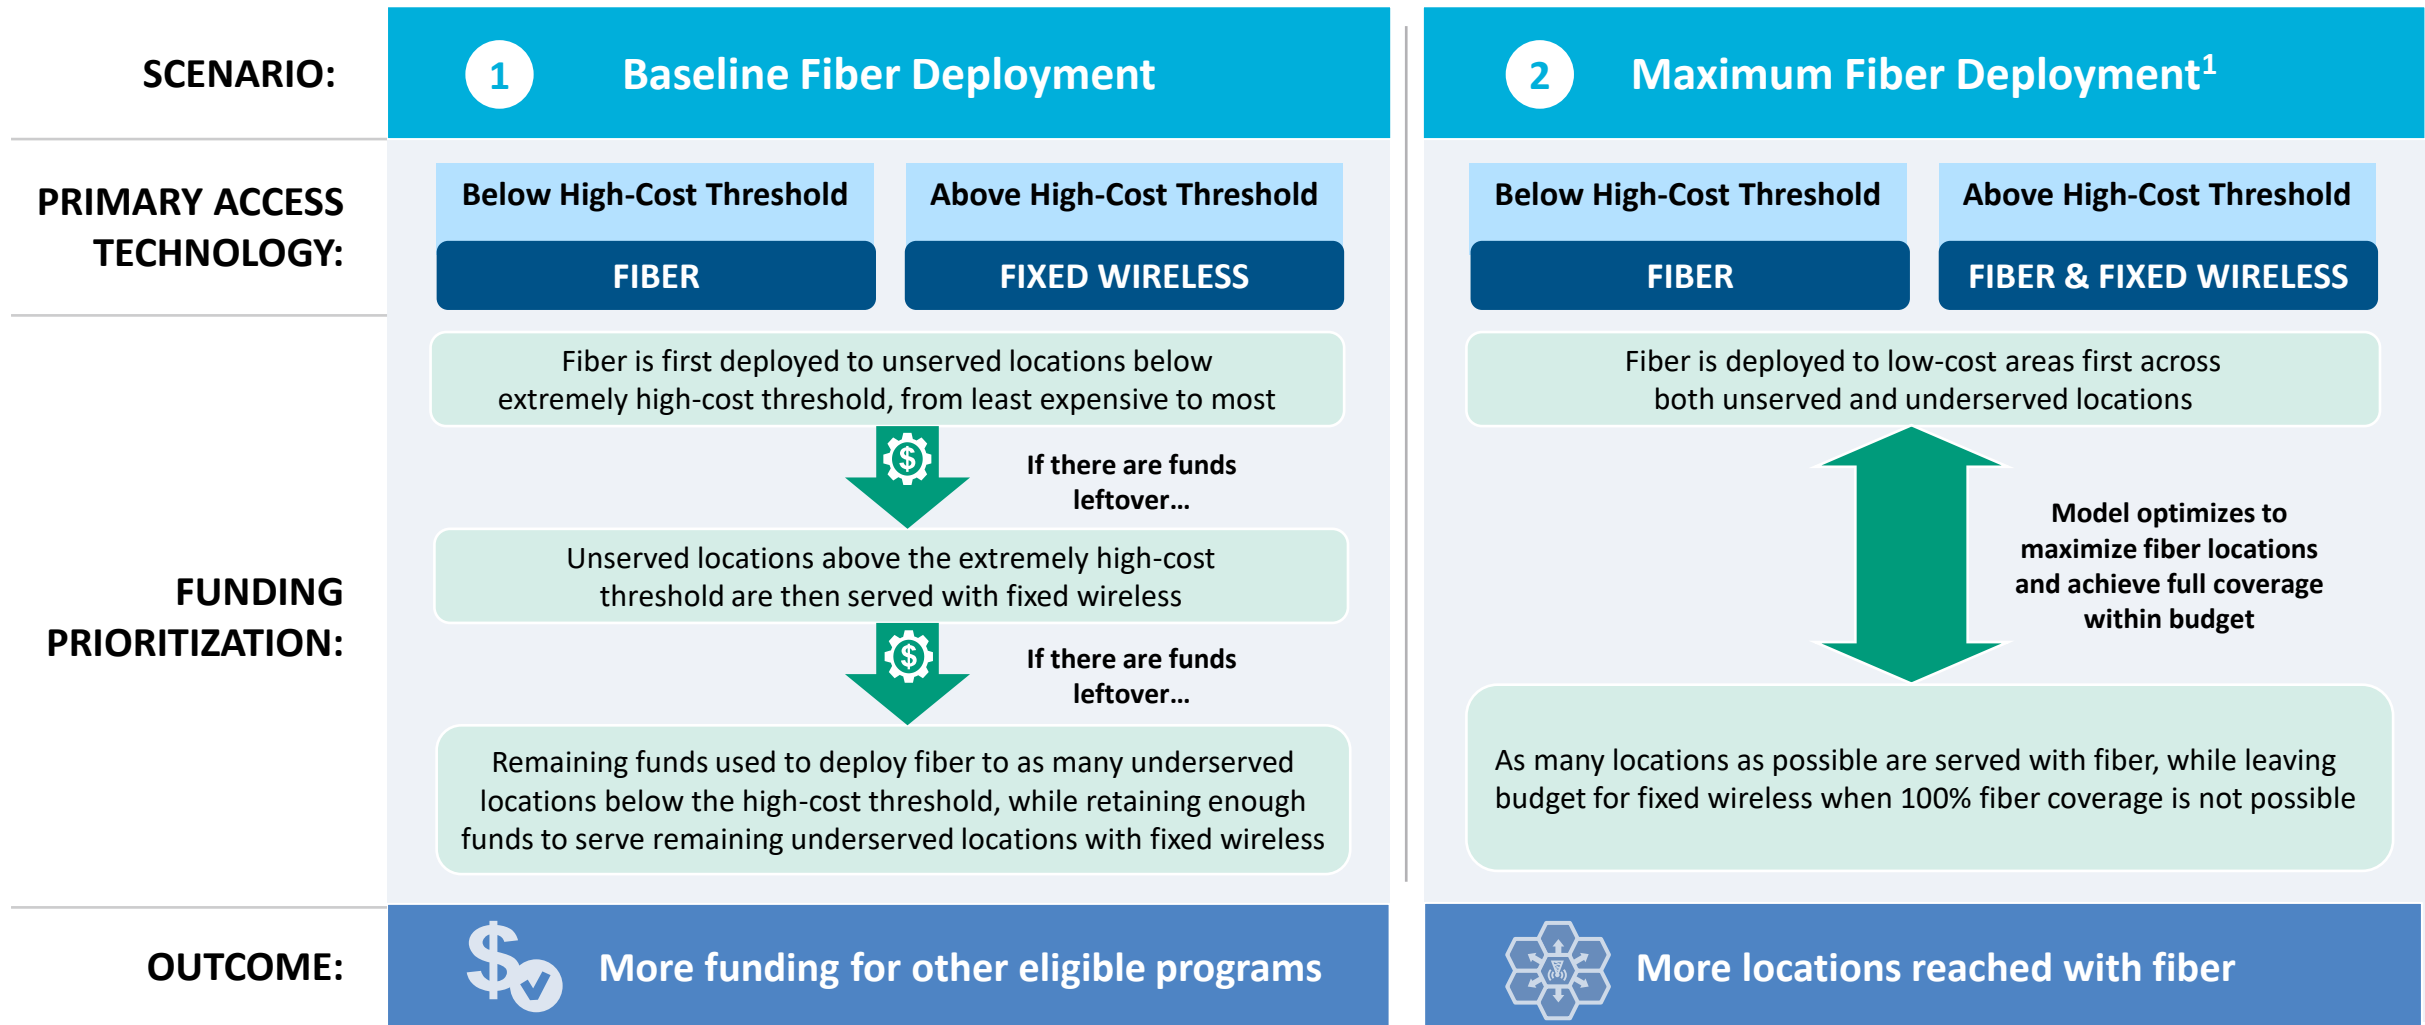 SCENARIO:
1
Baseline Fiber Deployment
2
Maximum Fiber Deployment¹
PRIMARY ACCESS
TECHNOLOGY:
Below High-Cost Threshold
FIBER
Above High-Cost Threshold
FIXED WIRELESS
Below High-Cost Threshold
FIBER
Above High-Cost Threshold
FIBER & FIXED WIRELESS
FUNDING
PRIORITIZATION:
Fiber is first deployed to unserved locations below
extremely high-cost threshold, from least expensive to most
$
If there are funds
leftover...
Unserved locations above the extremely high-cost
threshold are then served with fixed wireless
$
If there are funds
leftover...
Remaining funds used to deploy fiber to as many underserved
locations below the high-cost threshold, while retaining enough
funds to serve remaining underserved locations with fixed wireless
Fiber is deployed to low-cost areas first across
both unserved and underserved locations
Model optimizes to
maximize fiber locations
and achieve full coverage
within budget
As many locations as possible are served with fiber, while leaving
budget for fixed wireless when 100% fiber coverage is not possible
OUTCOME:
$
More funding for other eligible programs
More locations reached with fiber